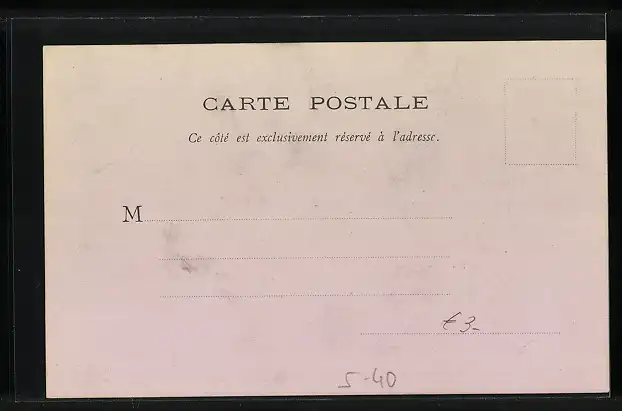 CARTE POSTALE
Ce côté est exclusivement réservé à l'adresse.
M
€3-
5-40